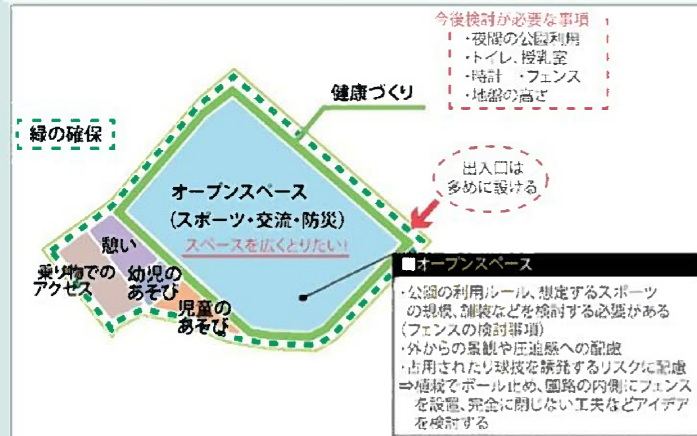 今後検討が必要な事項
・夜間の公園利用
・トイレ、授乳室
・時計 ・フェンス
・地盤の高さ
健康づくり
緑の確保
出入口は
多めに設ける
オープンスペース
(スポーツ・交流・防災)
スペースを広くとりたい!
憩い
乗り物での
アクセス
幼児の
あそび
児童の
あそび
■オープンスペース
・公園の利用ルール、想定するスポーツ
の規模、舗装などを検討する必要がある
(フェンスの検討事項)
・外からの景観や圧迫感への配慮
・占用されたり球技を誘発するリスクに配慮
⇒植栽でボール止め、園路の内側にフェンス
を設置、完全に閉じない工夫などアイデア
を検討する